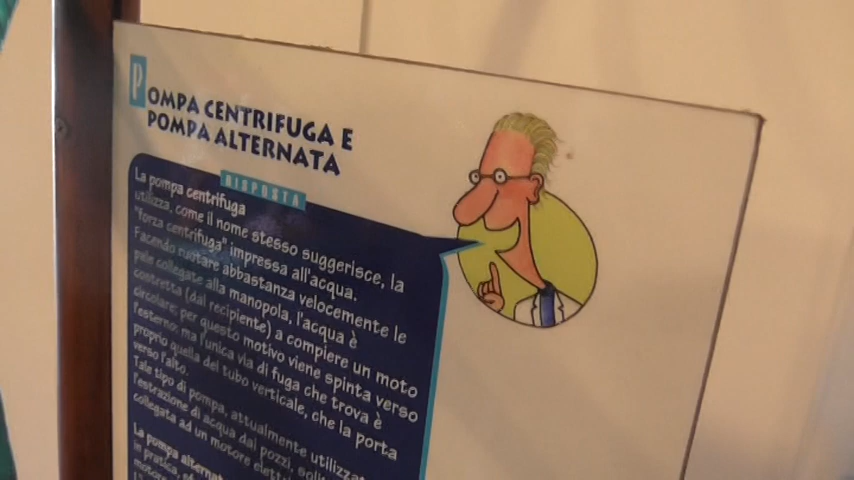 POMPA CENTRIFUGA E
POMPA ALTERNATA
RISPOSTA
La pompa centrifuga
utilizza, come il nome stesso suggerisce, la
"forza centrifuga" impressa all'acqua.
Facendo ruotare abbastanza velocemente le
pale collegate alla manopola, l'acqua è
costretta (dal recipiente) a compiere un moto
circolare; per questo motivo viene spinta verso
l'esterno: ma l'unica via di fuga che trova è
proprio quella del tubo verticale, che la porta
verso l'alto.
Tale tipo di pompa, attualmente utilizzat
l'estrazione di acqua dai pozzi,
collegata ad un motore
La pompa alternat
in pratica,
motore